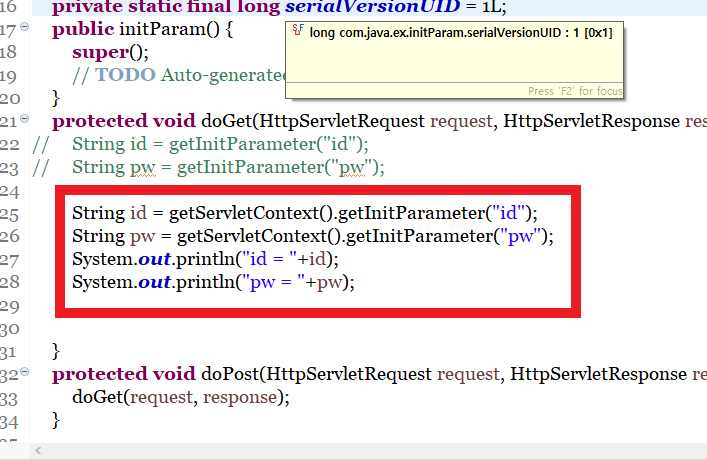 16 private static final long serialVersionUID = 1L;
17 public initParam() {
long com.java.ex.initParam.serialVersionUID : 1 [0x1]
18 super();
19 // TODO Auto-generated
Press 'F2' for focus
20 }
21 protected void doGet(HttpServletRequest request, HttpServletResponse res
22 // String id = getInitParameter("id");
23 // String pw = getInitParameter("pw");
24
25 String id = getServletContext().getInitParameter("id");
26 String pw = getServletContext().getInitParameter("pw");
27 System.out.println("id = "+id);
28 System.out.println("pw = "+pw);
29
30
31 }
32 protected void doPost(HttpServletRequest request, HttpServletResponse re
33 doGet(request, response);
34 }